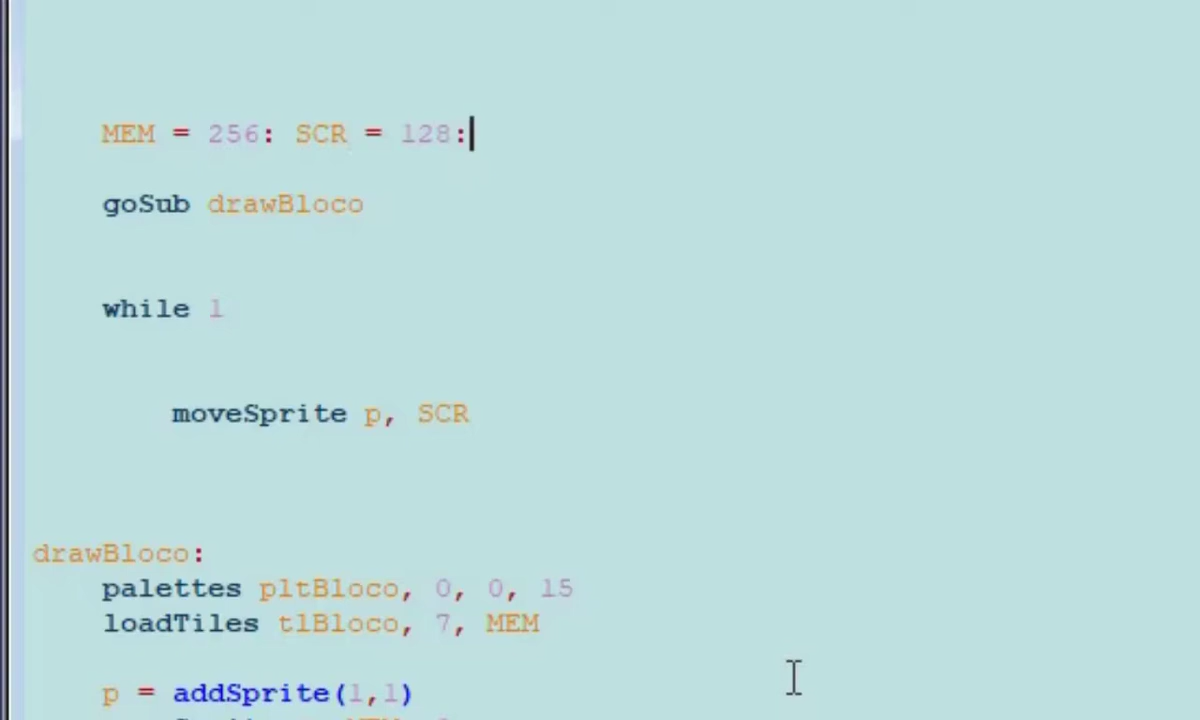 MEM = 256: SCR = 128:
goSub drawBloco
while 1
moveSprite p, SCR
drawBloco:
palettes pltBloco, 0, 0, 15
loadTiles tlBloco, 7, MEM
p = addSprite(1,1)